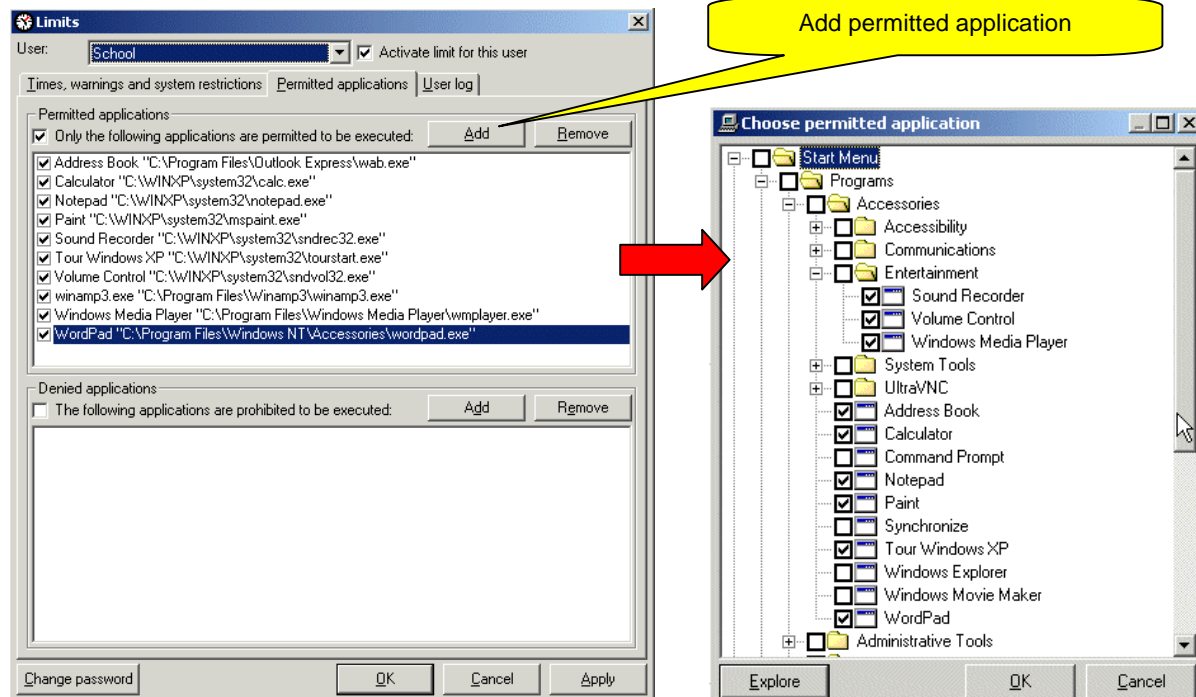 Add permitted application
Limits
User: School Activate limit for this user
Times, warnings and system restrictions Permitted applications User log
Permitted applications
Only the following applications are permitted to be executed: Add Remove
Address Book "C:\Program Files\Outlook Express\wab.exe"
Calculator "C:\WINXP\system32\calc.exe"
Notepad "C:\WINXP\system32\notepad.exe"
Paint "C:\WINXP\system32\mspaint.exe"
Sound Recorder "C:\WINXP\system32\sndrec32.exe"
Tour Windows XP "C:\WINXP\system32\tourstart.exe"
Volume Control "C:\WINXP\system32\sndvol32.exe"
winamp3.exe "C:\Program Files\Winamp3\winamp3.exe"
Windows Media Player "C:\Program Files\Windows Media Player\wmplayer.exe"
WordPad "C:\Program Files\Windows NT\Accessories\wordpad.exe"
Denied applications
The following applications are prohibited to be executed: Add Remove
Change password OK Cancel Apply
Choose permitted application
Start Menu
Programs
Accessories
Accessibility
Communications
Entertainment
Sound Recorder
Volume Control
Windows Media Player
System Tools
UltraVNC
Address Book
Calculator
Command Prompt
Notepad
Paint
Synchronize
Tour Windows XP
Windows Explorer
Windows Movie Maker
WordPad
Administrative Tools
Explore OK Cancel